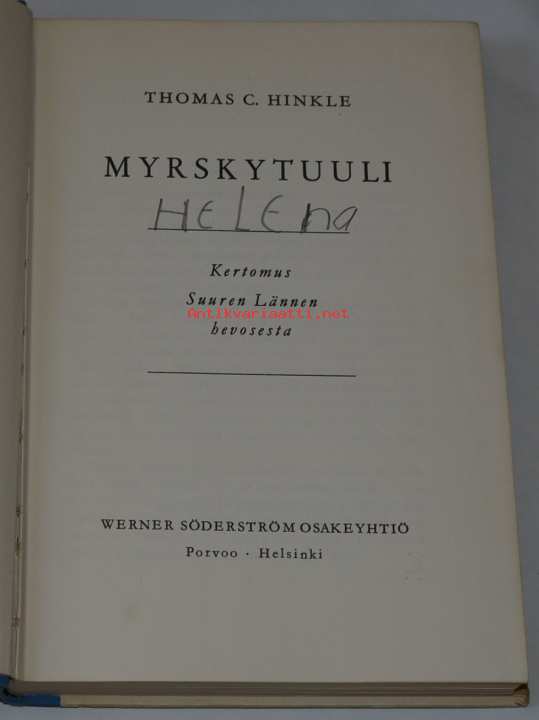 THOMAS C. HINKLE
MYRSKYTUULI
HELEna
Kertomus
Suuren Lännen
Antikvariaatti.net
hevosesta
WERNER SÖDERSTRÖM OSAKEYHTIÖ
Porvoo · Helsinki